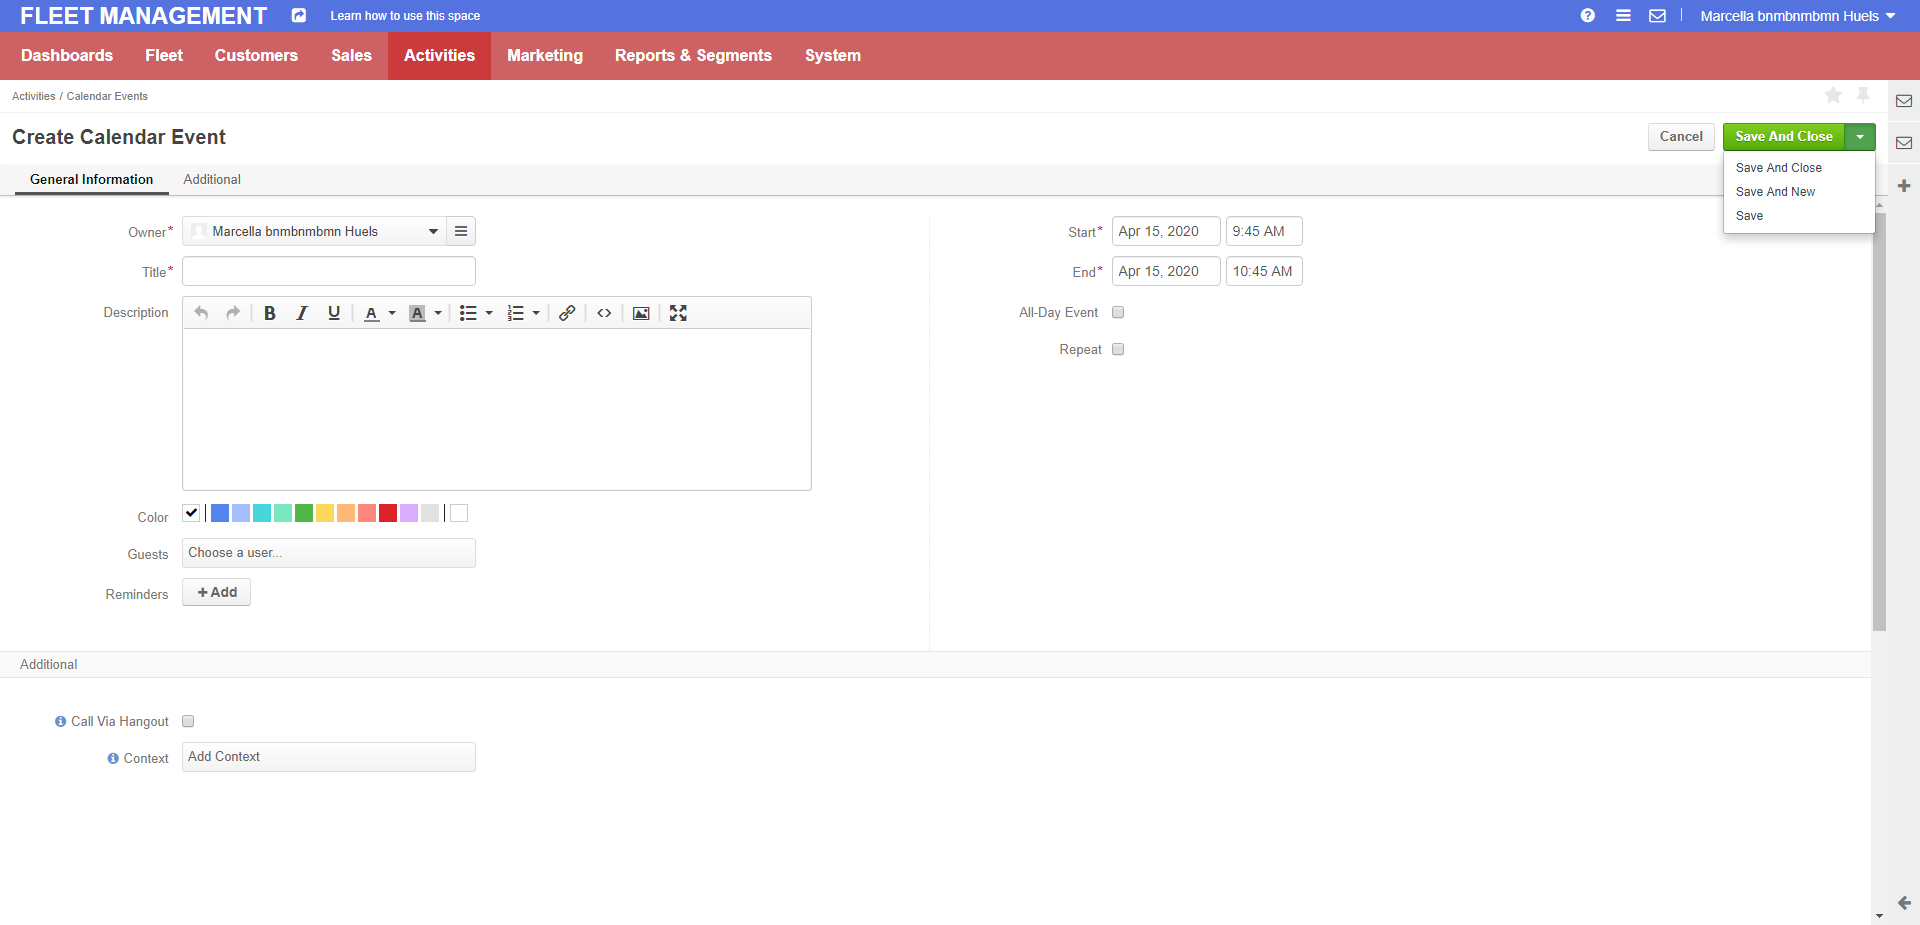 FLEET MANAGEMENT Learn how to use this space Marcella bnmbnmbmn Huels
Dashboards Fleet Customers Sales Activities Marketing Reports & Segments System
Activities / Calendar Events
Create Calendar Event Cancel Save And Close
Save And Close
Save And New
Save
General Information Additional
Owner* Marcella bnmbnmbmn Huels
Title*
Description
Color
Guests Choose a user...
Reminders + Add
Start* Apr 15, 2020 9:45 AM
End* Apr 15, 2020 10:45 AM
All-Day Event
Repeat
Additional
Call Via Hangout
Context Add Context